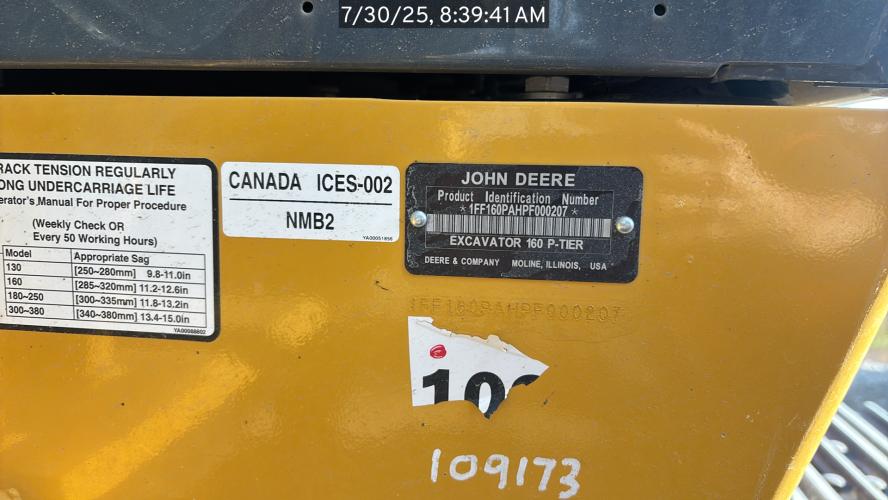 7/30/25, 8:39:41 AM
RACK TENSION REGULARLY
ONG UNDERCARRIAGE LIFE
erator's Manual For Proper Procedure
(Weekly Check OR
Every 50 Working Hours)
Model Appropriate Sag
130 [250~280mm] 9.8-11.0in
160 [285~320mm] 11.2-12.6in
180~250 [300~335mm] 11.8-13.2in
300~380 [340~380mm] 13.4-15.0in
YA00088802
CANADA ICES-002
NMB2
YA00051856
JOHN DEERE
Product Identification Number
*1FF160PAHPF000207*
EXCAVATOR 160 P-TIER
DEERE & COMPANY MOLINE, ILLINOIS, USA
1FF160PAHPF000207
109173